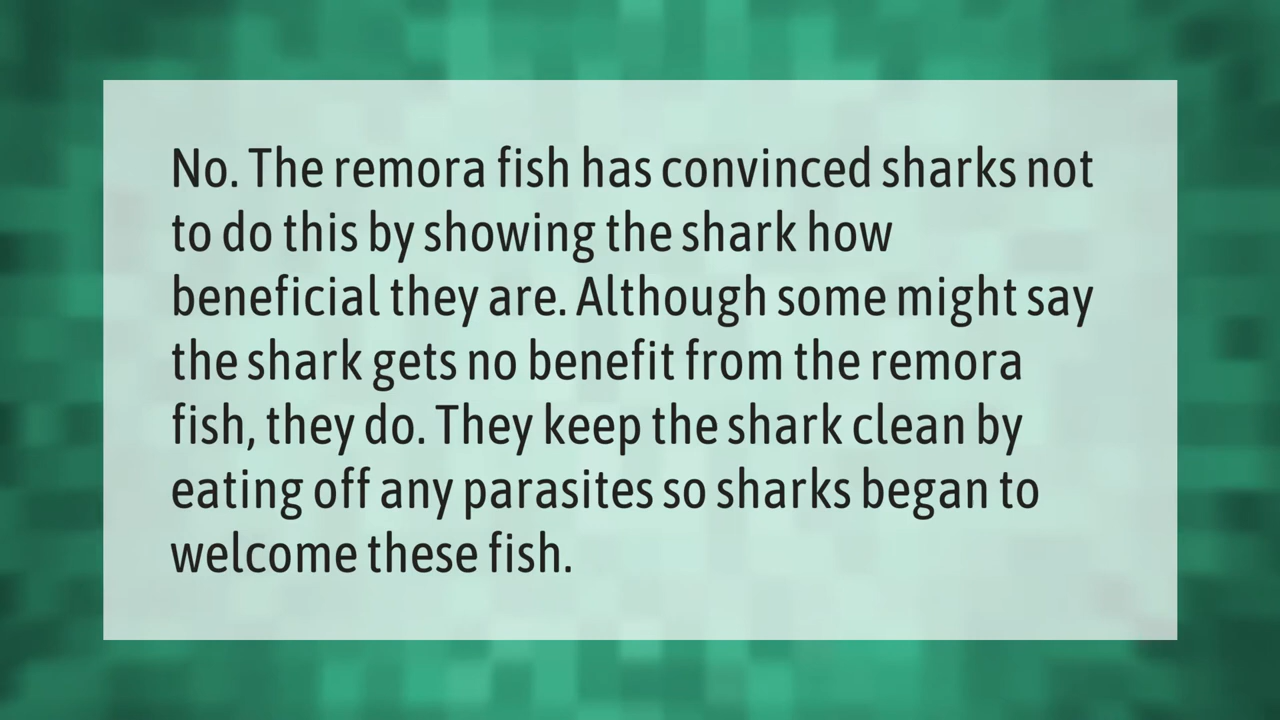 No. The remora fish has convinced sharks not
to do this by showing the shark how
beneficial they are. Although some might say
the shark gets no benefit from the remora
fish, they do. They keep the shark clean by
eating off any parasites so sharks began to
welcome these fish.